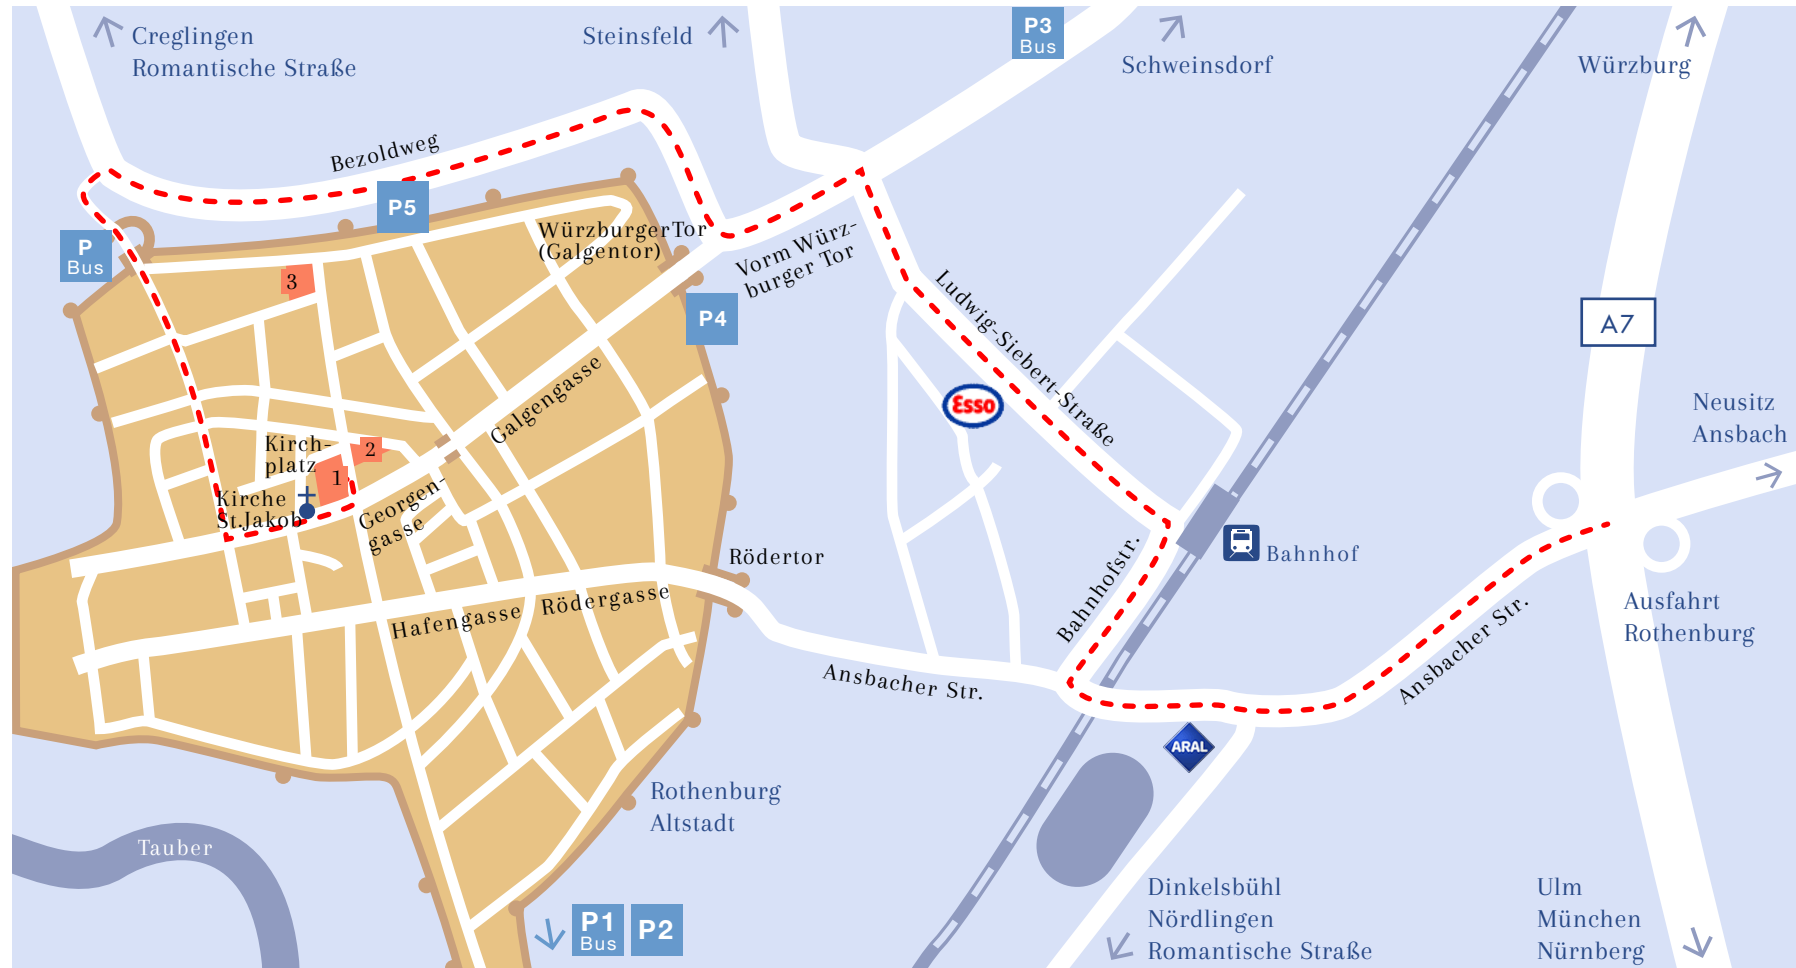 Creglingen
Romantische Straße
Steinsfeld
P3
Bus
Schweinsdorf
Würzburg
Bezoldweg
P5
P
Bus
Würzburger Tor
(Galgentor)
Vorm Würz-
burger Tor
3
P4
Ludwig-Siebert-Straße
A7
Galgengasse
Esso
Neusitz
Ansbach
Kirch-
platz
2
1
Kirche
St.Jakob
Georgen-
gasse
Rödertor
Bahnhofstr.
Bahnhof
Hafengasse
Rödergasse
Ansbacher Str.
Ansbacher Str.
Ausfahrt
Rothenburg
ARAL
Rothenburg
Altstadt
Tauber
P1
Bus
P2
Dinkelsbühl
Nördlingen
Romantische Straße
Ulm
München
Nürnberg